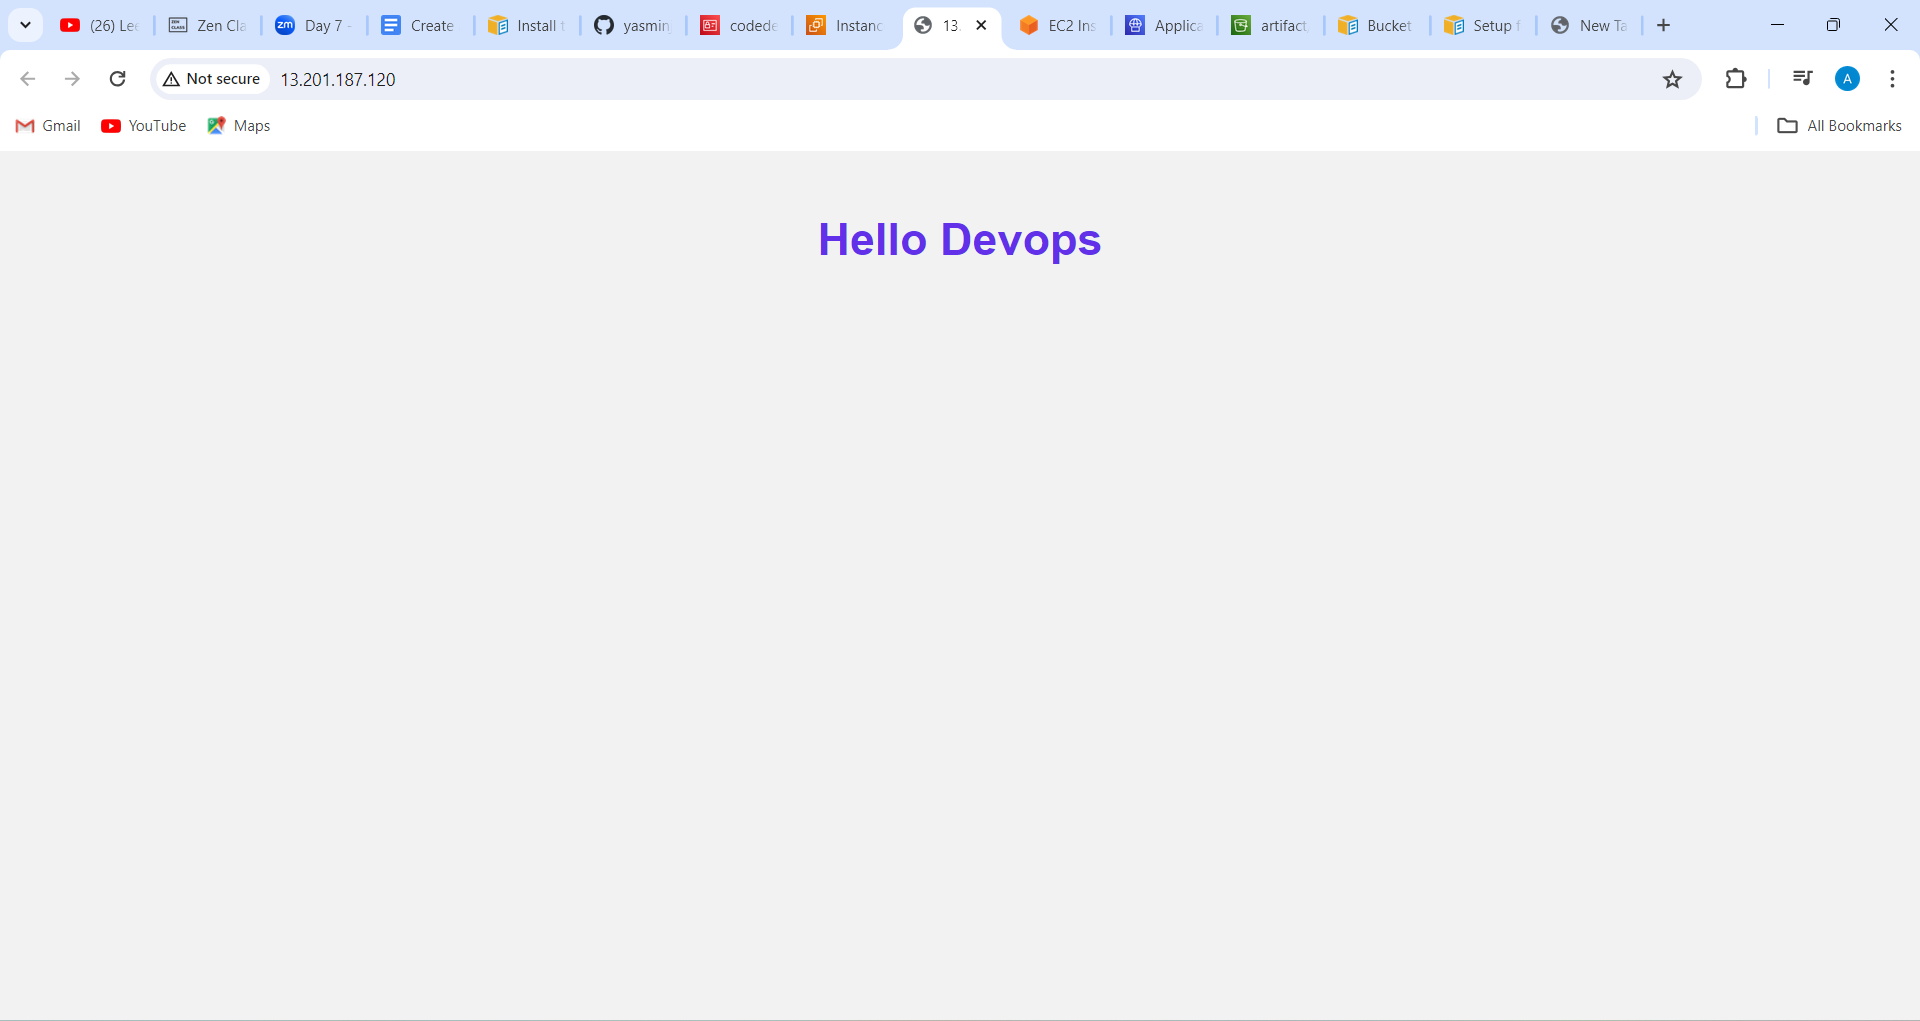 (26) Lee
Zen Cla
Day 7 -
Create
Install t
yasmin
codede
Instanc
13.
EC2 Ins
Applica
artifact
Bucket
Setup f
New Ta
Not secure
13.201.187.120
A
Gmail
YouTube
Maps
All Bookmarks
Hello Devops